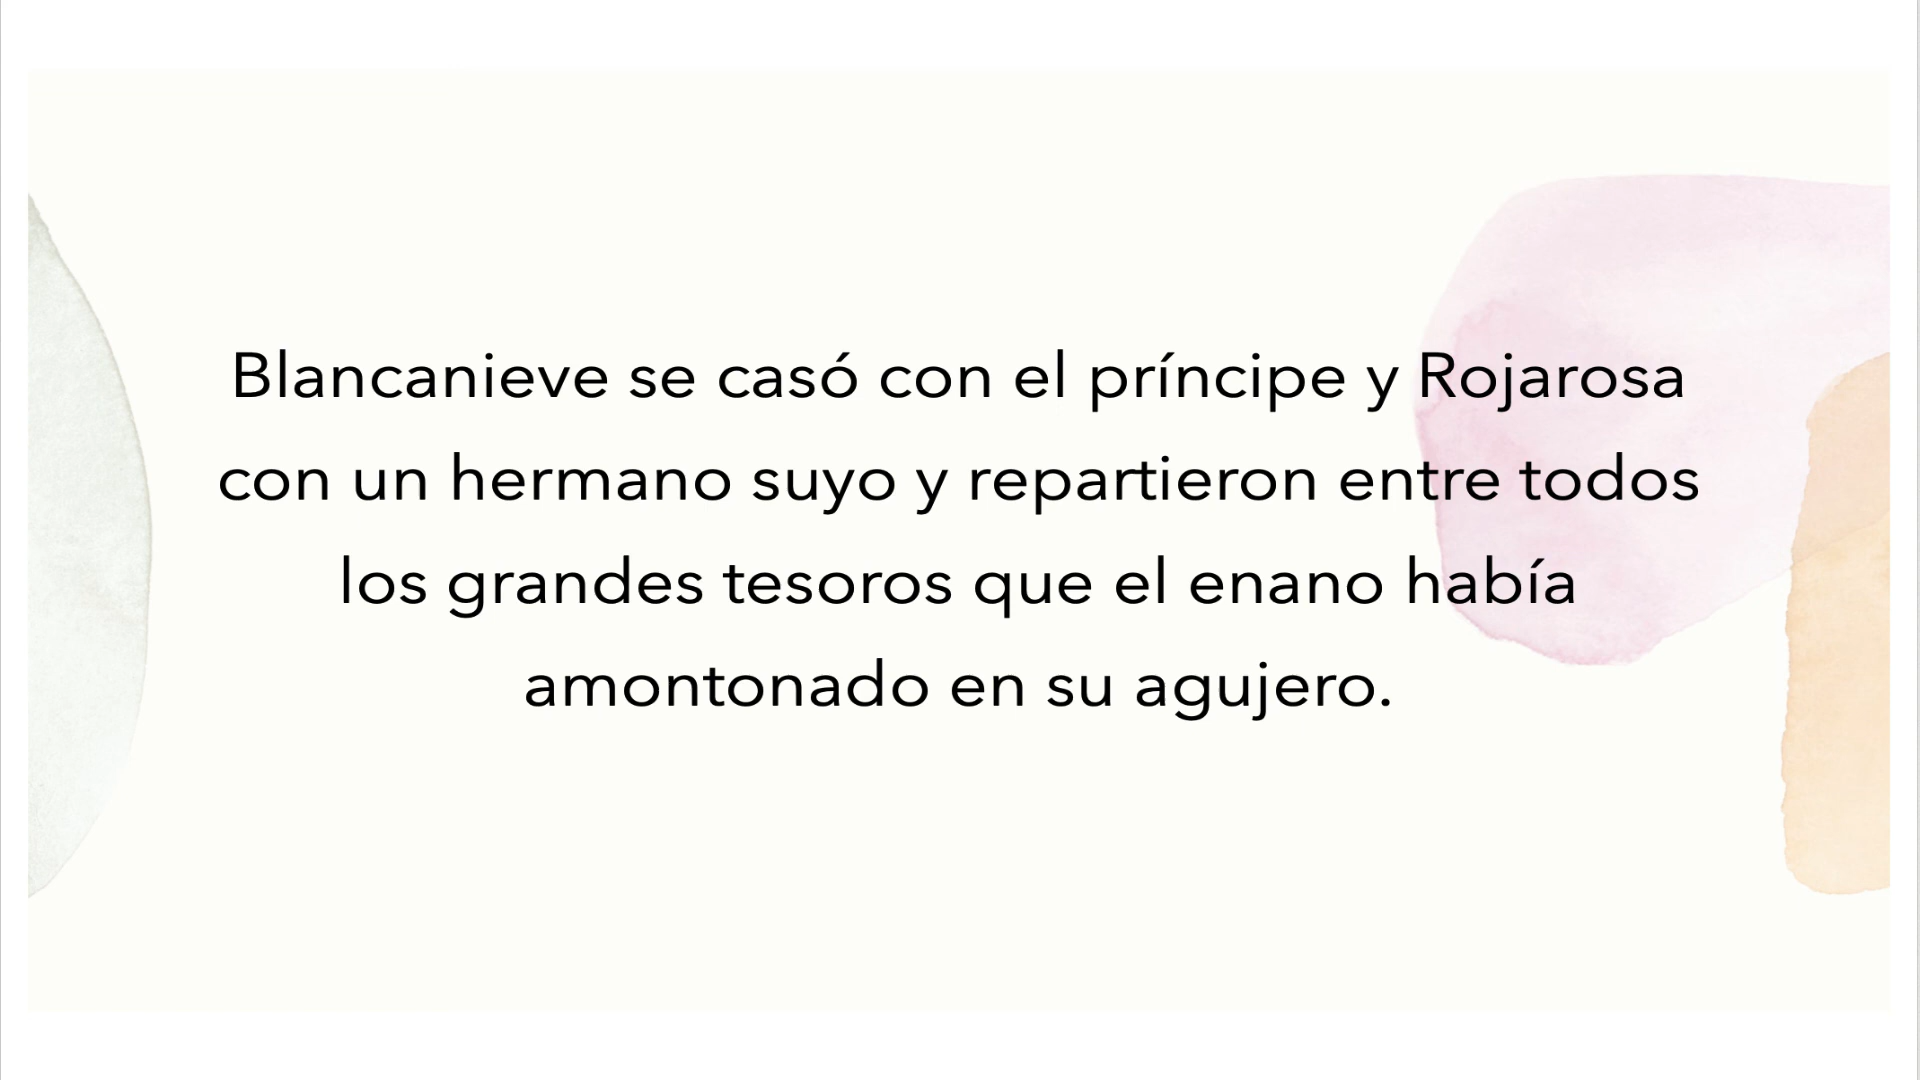 Blancanieve se casó con el príncipe y Rojarosa
con un hermano suyo y repartieron entre todos
los grandes tesoros que el enano había
amontonado en su agujero.